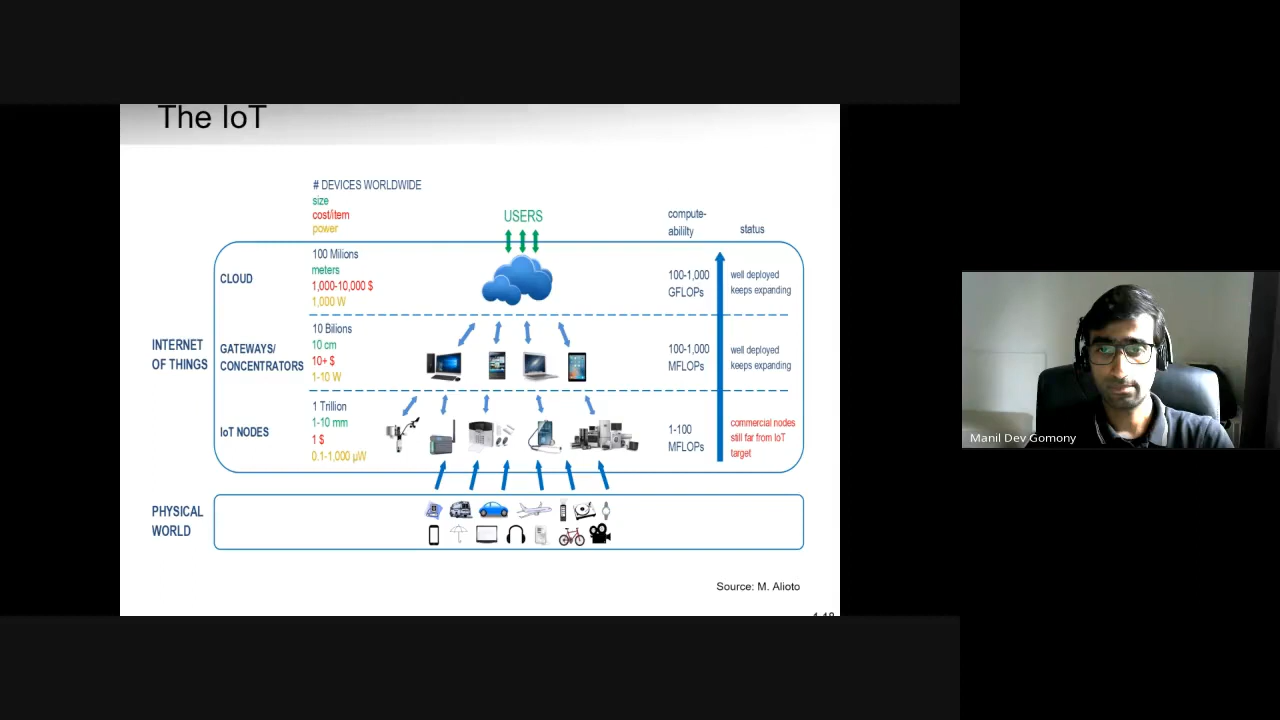 The IoT
# DEVICES WORLDWIDE
size
cost/item
power
USERS
compute-
abililty
status
CLOUD
100 Milions
meters
1,000-10,000 $
1,000 W
100-1,000
GFLOPs
well deployed
keeps expanding
INTERNET
OF THINGS
GATEWAYS/
CONCENTRATORS
10 Bilions
10 cm
10+ $
1-10 W
100-1,000
MFLOPs
well deployed
keeps expanding
IoT NODES
1 Trillion
1-10 mm
1 $
0.1-1,000 µW
1-100
MFLOPs
commercial nodes
still far from IoT
target
PHYSICAL
WORLD
Source: M. Alioto
Manil Dev Gomony